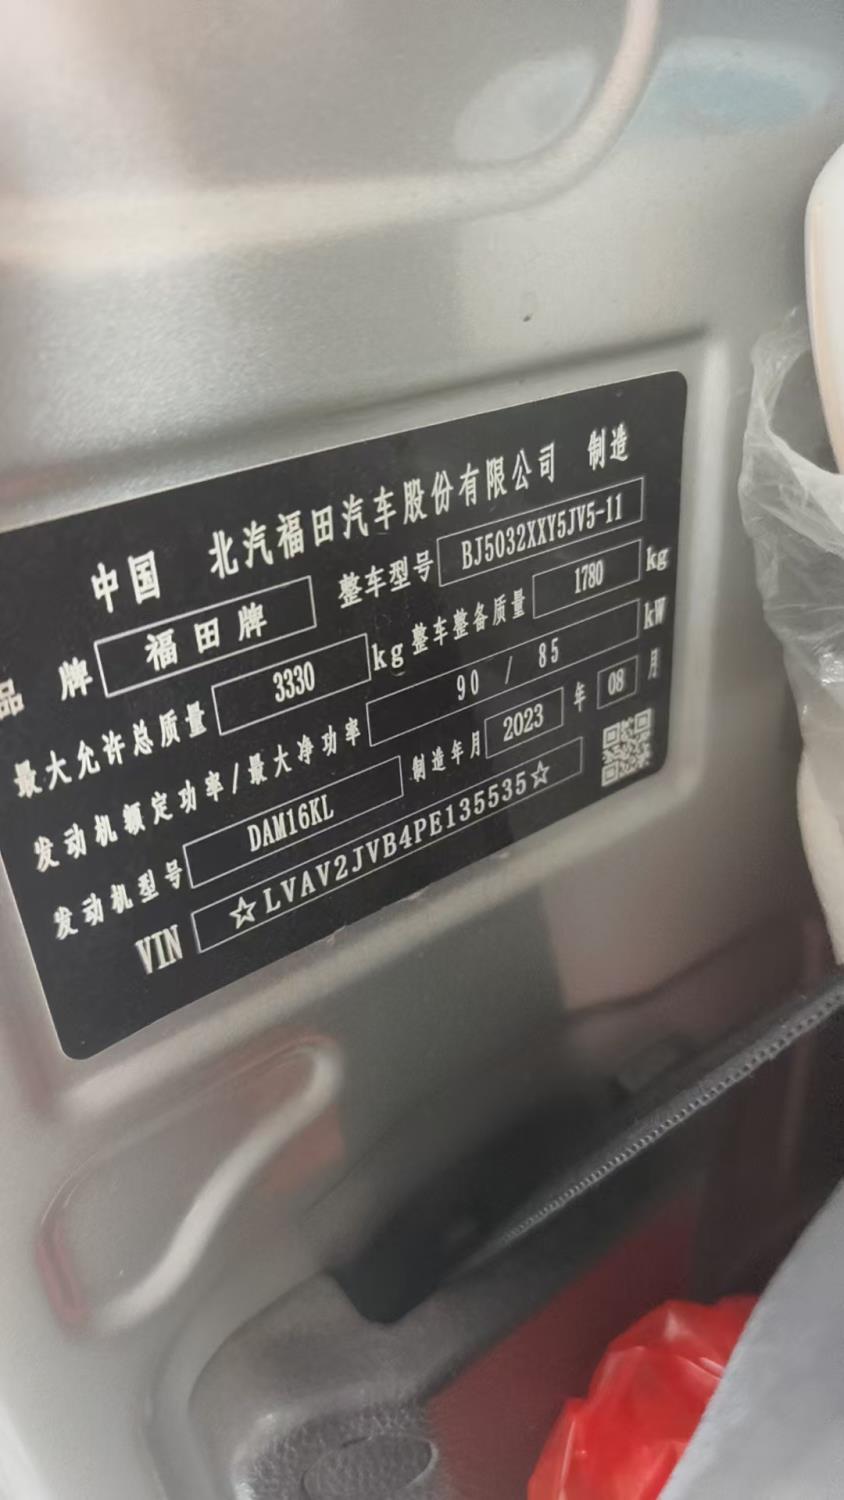 中国 北汽福田汽车股份有限公司 制造
品 牌 福田牌 整车型号 BJ5032XXY5JV5-11
最大允许总质量 3330 kg 整车整备质量 1780 kg
发动机额定功率/最大净功率 90 / 85 kW
发动机型号 DAM16KL 制造年月 2023 年 08 月
VIN ☆LVAV2JVB4PE135535☆